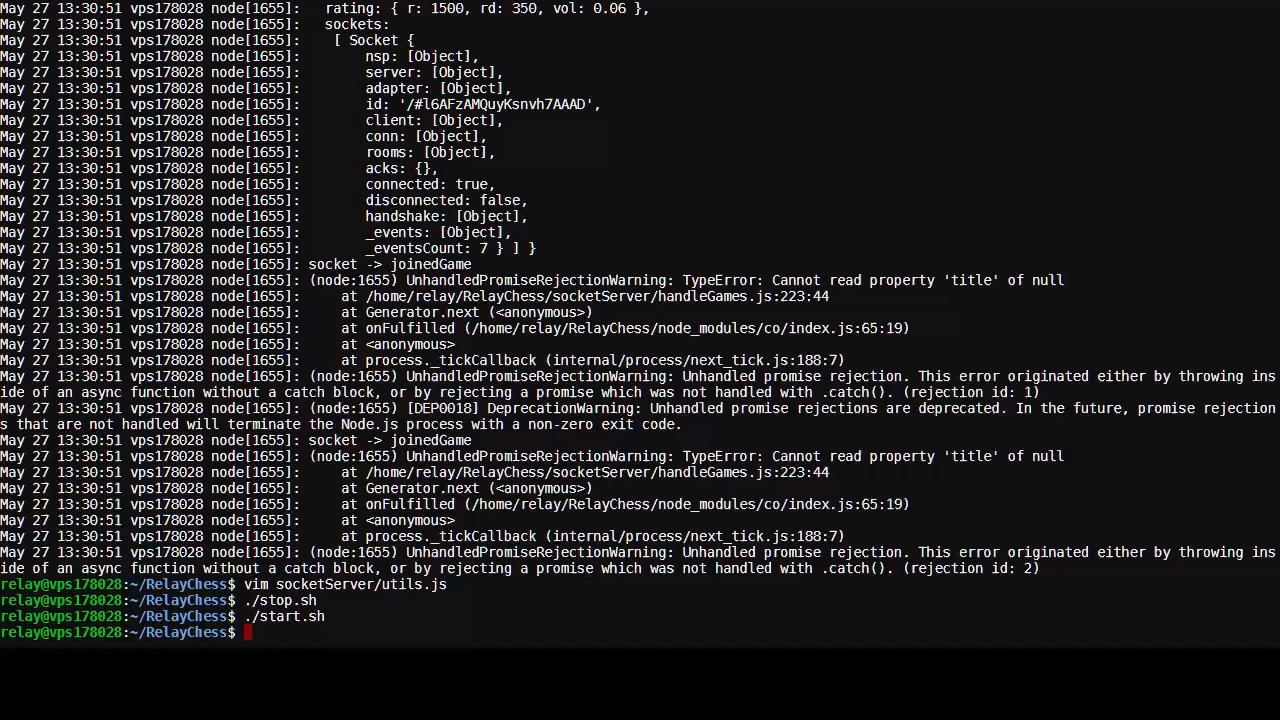 May 27 13:30:51 vps178028 node[1655]:   rating: { r: 1500, rd: 350, vol: 0.06 },
May 27 13:30:51 vps178028 node[1655]:   sockets:
May 27 13:30:51 vps178028 node[1655]:    [ Socket {
May 27 13:30:51 vps178028 node[1655]:        nsp: [Object],
May 27 13:30:51 vps178028 node[1655]:        server: [Object],
May 27 13:30:51 vps178028 node[1655]:        adapter: [Object],
May 27 13:30:51 vps178028 node[1655]:        id: '/#l6AFzAMQuyKsnvh7AAAD',
May 27 13:30:51 vps178028 node[1655]:        client: [Object],
May 27 13:30:51 vps178028 node[1655]:        conn: [Object],
May 27 13:30:51 vps178028 node[1655]:        rooms: [Object],
May 27 13:30:51 vps178028 node[1655]:        acks: {},
May 27 13:30:51 vps178028 node[1655]:        connected: true,
May 27 13:30:51 vps178028 node[1655]:        disconnected: false,
May 27 13:30:51 vps178028 node[1655]:        handshake: [Object],
May 27 13:30:51 vps178028 node[1655]:        _events: [Object],
May 27 13:30:51 vps178028 node[1655]:        _eventsCount: 7 } ] }
May 27 13:30:51 vps178028 node[1655]: socket -> joinedGame
May 27 13:30:51 vps178028 node[1655]: (node:1655) UnhandledPromiseRejectionWarning: TypeError: Cannot read property 'title' of null
May 27 13:30:51 vps178028 node[1655]:     at /home/relay/RelayChess/socketServer/handleGames.js:223:44
May 27 13:30:51 vps178028 node[1655]:     at Generator.next (<anonymous>)
May 27 13:30:51 vps178028 node[1655]:     at onFulfilled (/home/relay/RelayChess/node_modules/co/index.js:65:19)
May 27 13:30:51 vps178028 node[1655]:     at <anonymous>
May 27 13:30:51 vps178028 node[1655]:     at process._tickCallback (internal/process/next_tick.js:188:7)
May 27 13:30:51 vps178028 node[1655]: (node:1655) UnhandledPromiseRejectionWarning: Unhandled promise rejection. This error originated either by throwing ins
ide of an async function without a catch block, or by rejecting a promise which was not handled with .catch(). (rejection id: 1)
May 27 13:30:51 vps178028 node[1655]: (node:1655) [DEP0018] DeprecationWarning: Unhandled promise rejections are deprecated. In the future, promise rejection
s that are not handled will terminate the Node.js process with a non-zero exit code.
May 27 13:30:51 vps178028 node[1655]: socket -> joinedGame
May 27 13:30:51 vps178028 node[1655]: (node:1655) UnhandledPromiseRejectionWarning: TypeError: Cannot read property 'title' of null
May 27 13:30:51 vps178028 node[1655]:     at /home/relay/RelayChess/socketServer/handleGames.js:223:44
May 27 13:30:51 vps178028 node[1655]:     at Generator.next (<anonymous>)
May 27 13:30:51 vps178028 node[1655]:     at onFulfilled (/home/relay/RelayChess/node_modules/co/index.js:65:19)
May 27 13:30:51 vps178028 node[1655]:     at <anonymous>
May 27 13:30:51 vps178028 node[1655]:     at process._tickCallback (internal/process/next_tick.js:188:7)
May 27 13:30:51 vps178028 node[1655]: (node:1655) UnhandledPromiseRejectionWarning: Unhandled promise rejection. This error originated either by throwing ins
ide of an async function without a catch block, or by rejecting a promise which was not handled with .catch(). (rejection id: 2)
relay@vps178028:~/RelayChess$ vim socketServer/utils.js
relay@vps178028:~/RelayChess$ ./stop.sh
relay@vps178028:~/RelayChess$ ./start.sh
relay@vps178028:~/RelayChess$